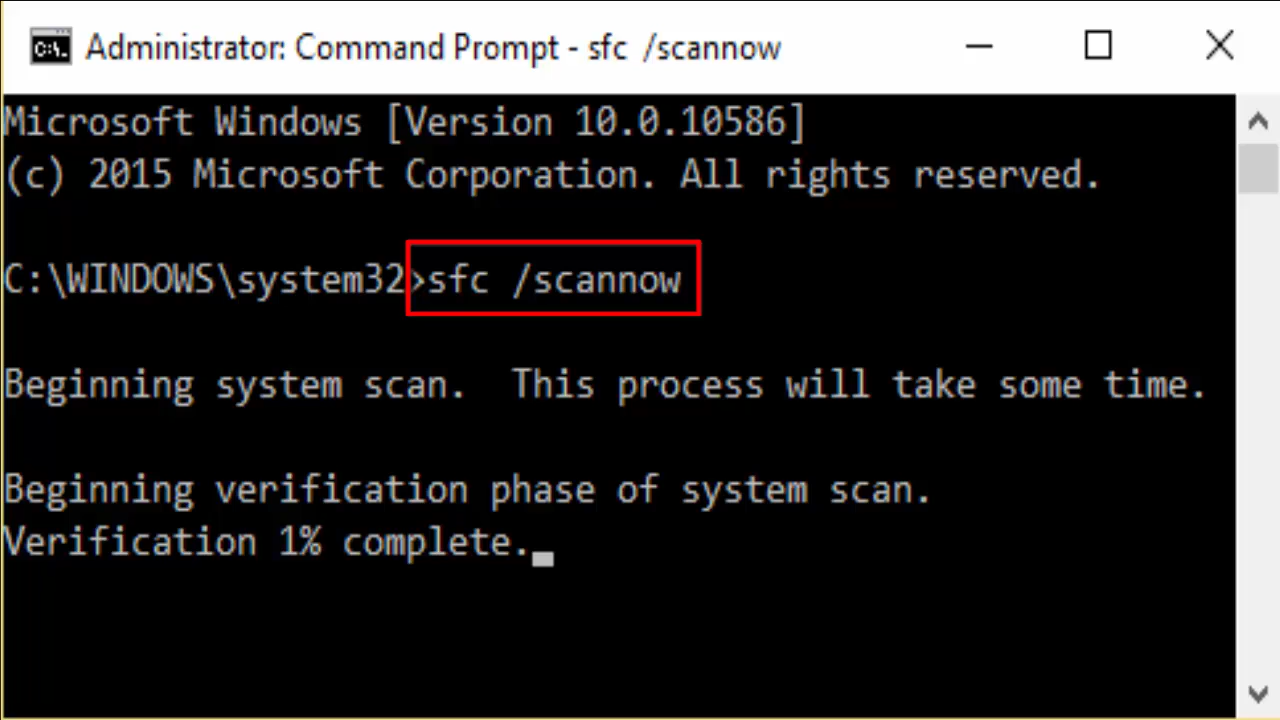 Administrator: Command Prompt - sfc /scannow
Microsoft Windows [Version 10.0.10586]
(c) 2015 Microsoft Corporation. All rights reserved.
C:\WINDOWS\system32>sfc /scannow
Beginning system scan.  This process will take some time.
Beginning verification phase of system scan.
Verification 1% complete.